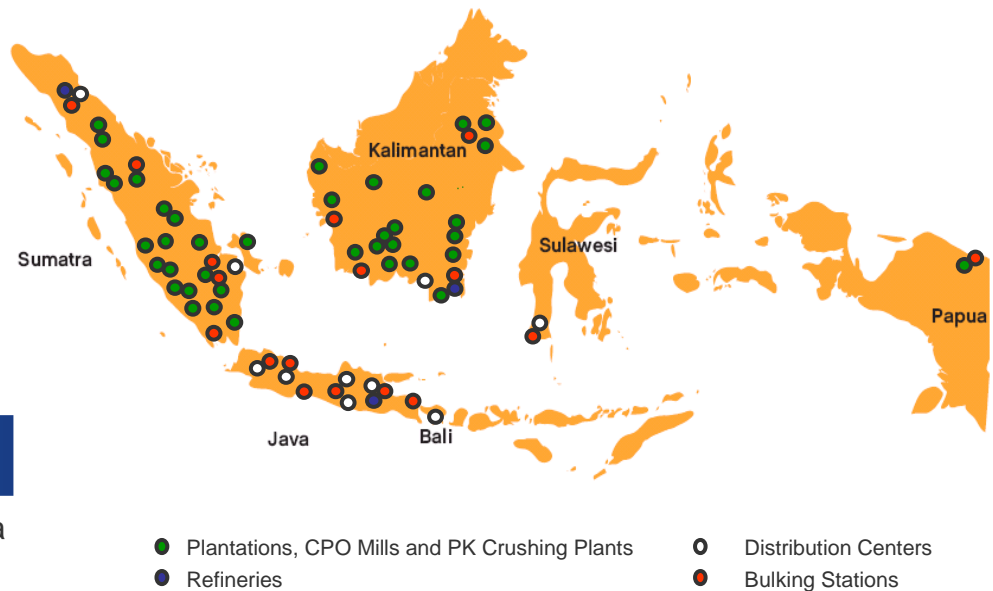 Kalimantan
Sulawesi
Sumatra
Papua
Java
Bali
a
Plantations, CPO Mills and PK Crushing Plants
Distribution Centers
Refineries
Bulking Stations